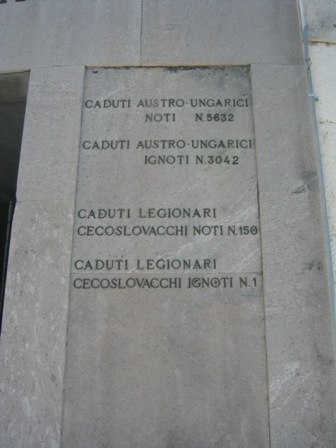 CADUTI AUSTRO-UNGARICI
NOTI N.5632
CADUTI AUSTRO-UNGARICI
IGNOTI N.3042
CADUTI LEGIONARI
CECOSLOVACCHI NOTI N.150
CADUTI LEGIONARI
CECOSLOVACCHI IGNOTI N.1